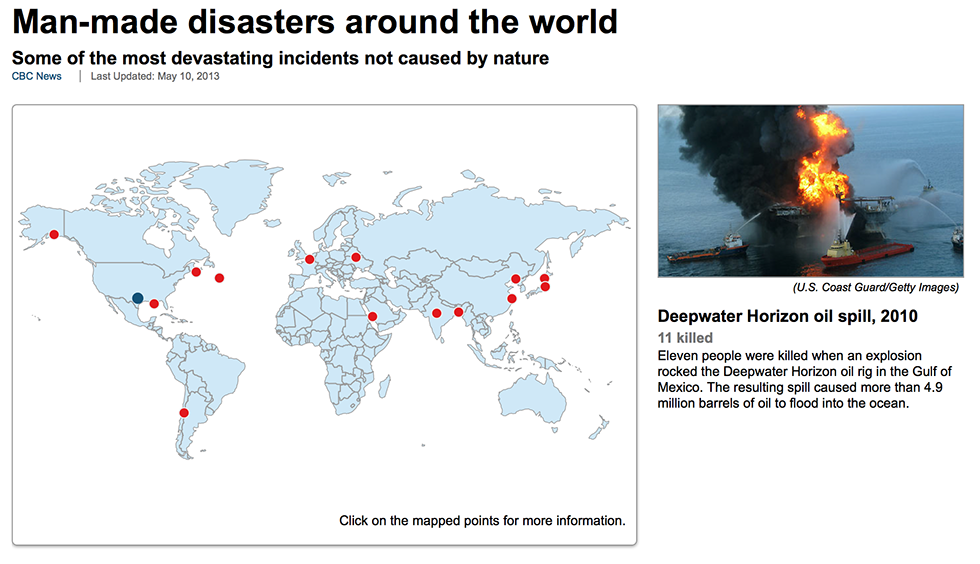 Man-made disasters around the world
Some of the most devastating incidents not caused by nature
CBC News | Last Updated: May 10, 2013
(U.S. Coast Guard/Getty Images)
Deepwater Horizon oil spill, 2010
11 killed
Eleven people were killed when an explosion
rocked the Deepwater Horizon oil rig in the Gulf of
Mexico. The resulting spill caused more than 4.9
million barrels of oil to flood into the ocean.
Click on the mapped points for more information.